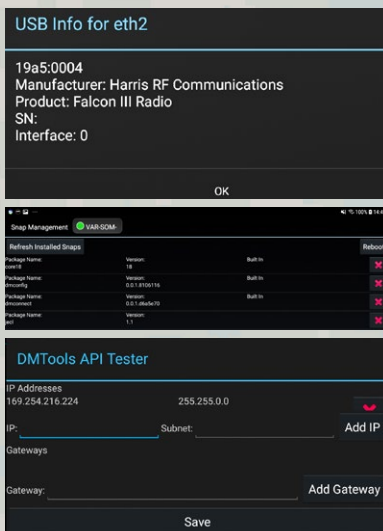 USB Info for eth2
19a5:0004
Manufacturer: Harris RF Communications
Product: Falcon III Radio
SN:
Interface: 0
OK
Snap Management VAR-SOM-
Refresh Installed Snaps Reboot
Package Name: Version: Built In
core18 18
Package Name: Version: Built In
dmconfig 0.0.1.8106116
Package Name: Version: Built In
dmconnect 0.0.1.d6a5e70
Package Name: Version:
1.1
DMTools API Tester
IP Addresses
169.254.216.224 255.255.0.0
IP: Subnet: Add IP
Gateways
Gateway: Add Gateway
Save